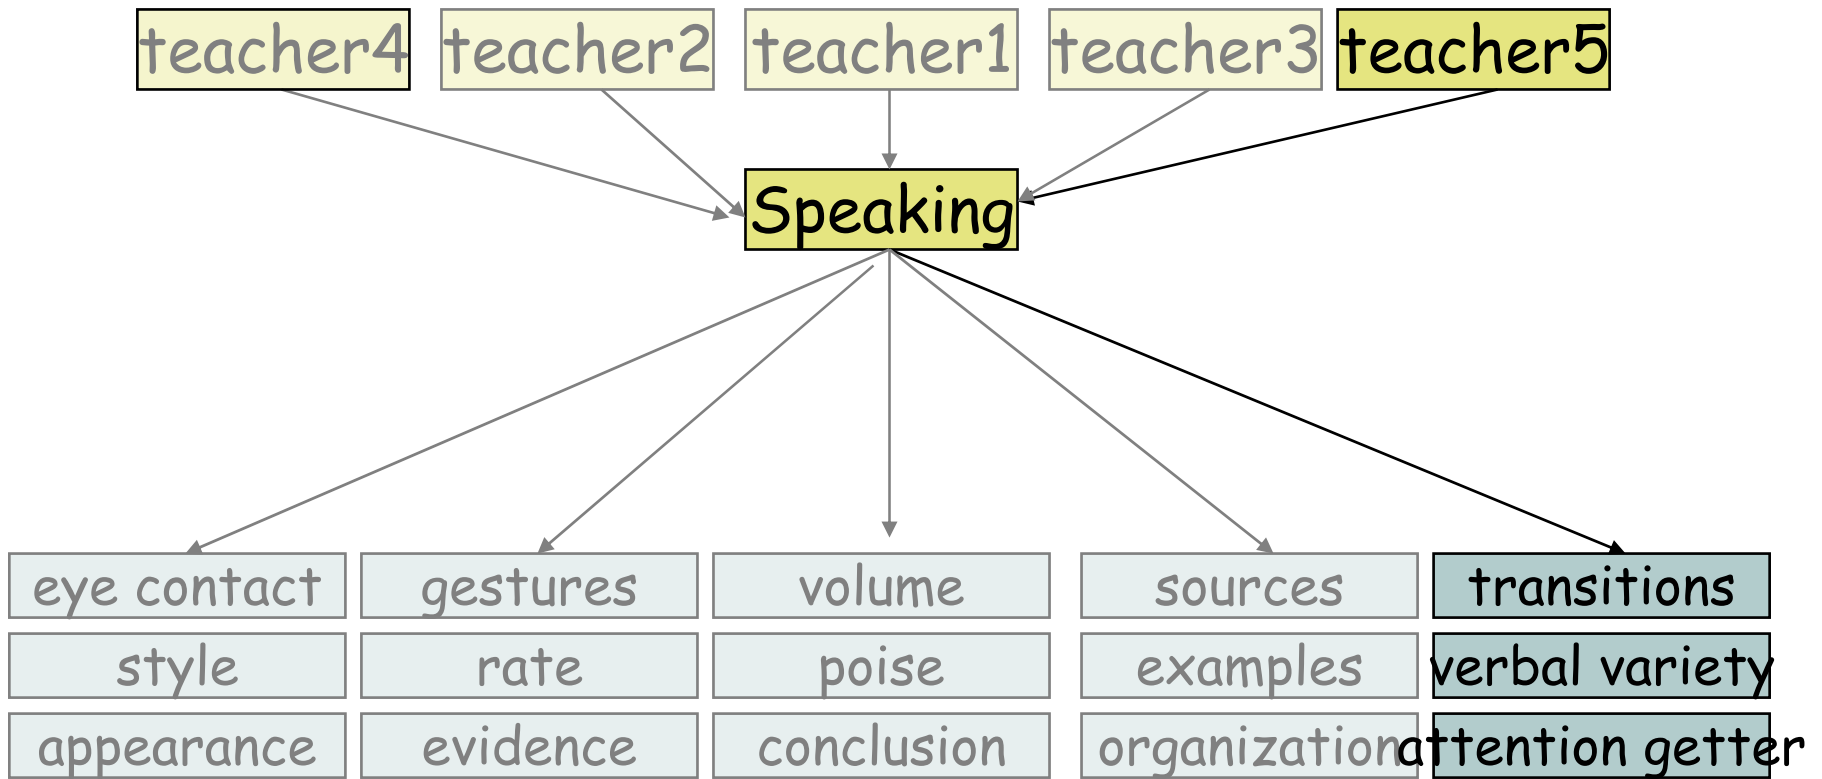 teacher4 teacher2 teacher1 teacher3 teacher5
Speaking
eye contact gestures volume sources transitions
style rate poise examples verbal variety
appearance evidence conclusion organization attention getter